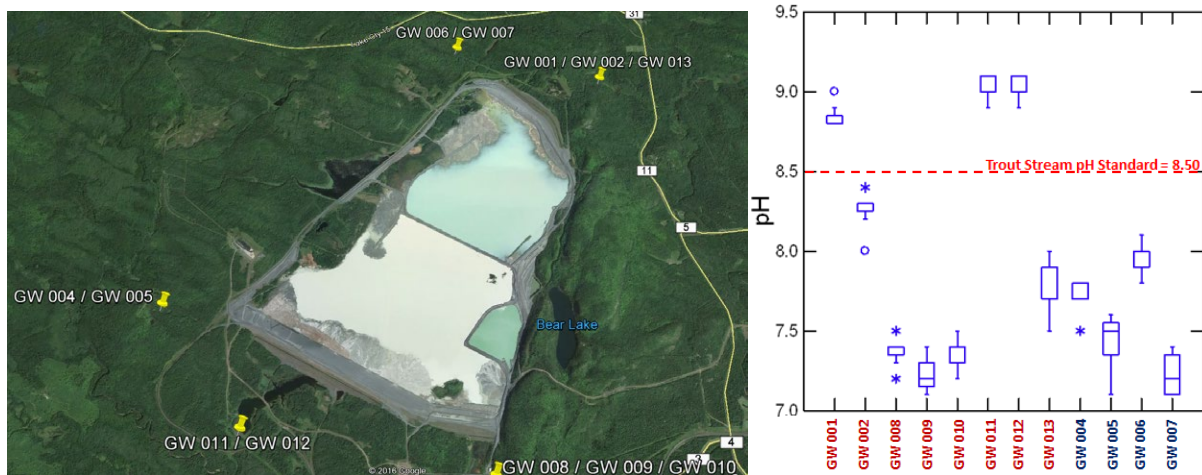 31
GW 006 / GW 007
GW 001 / GW 002 / GW 013
11
5
GW 004 / GW 005
Bear Lake
GW 011 / GW 012
4
3
GW 008 / GW 009 / GW 010
© 2016 Google
9.5
9.0
8.5
8.0
7.5
7.0
pH
Trout Stream pH Standard = 8.50
GW 001
GW 002
GW 008
GW 009
GW 010
GW 011
GW 012
GW 013
GW 004
GW 005
GW 006
GW 007